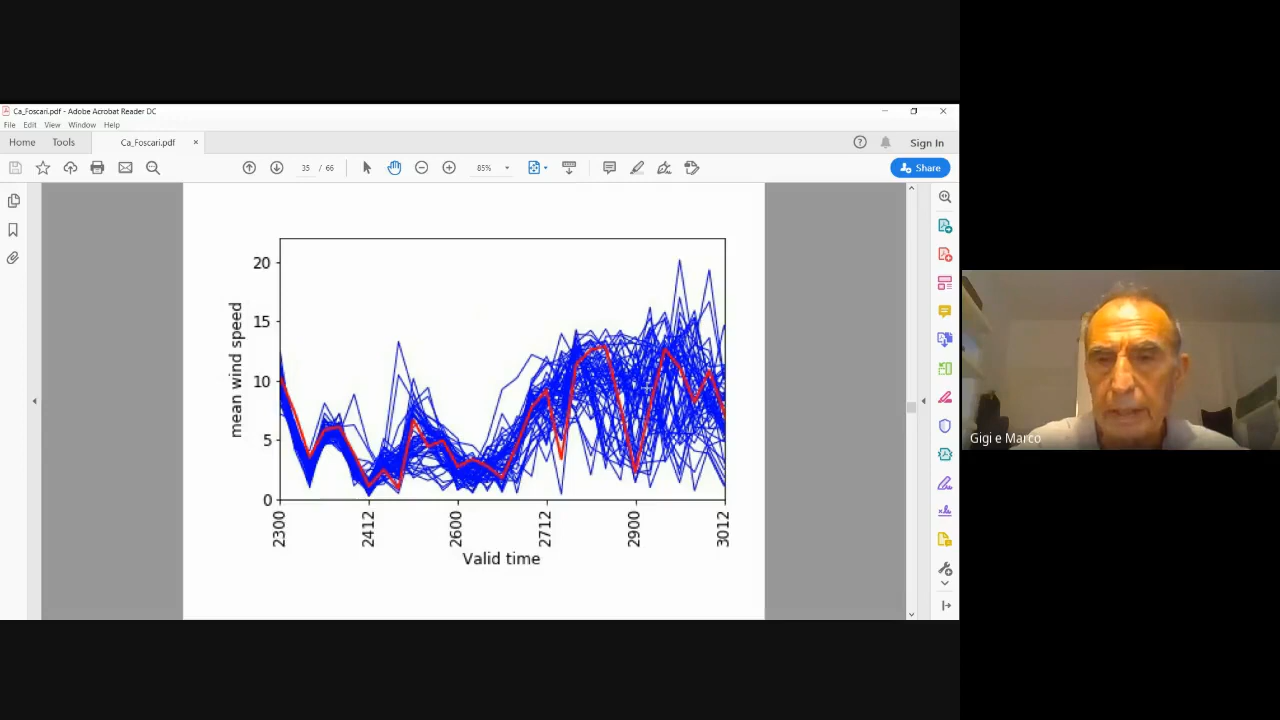 Ca_Foscari.pdf - Adobe Acrobat Reader DC
File Edit View Window Help
Home Tools Ca_Foscari.pdf × Sign In
35 / 66 85% Share
20
15
10
5
0
mean wind speed
2300 2412 2600 2712 2900 3012
Valid time
Gigi e Marco